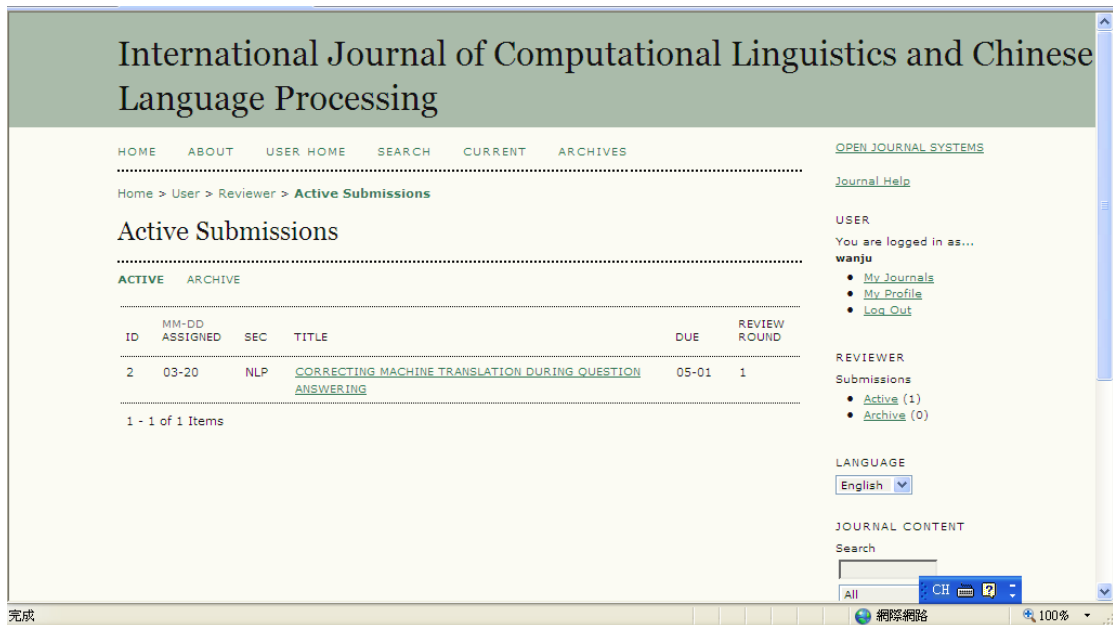 International Journal of Computational Linguistics and Chinese
Language Processing
HOME ABOUT USER HOME SEARCH CURRENT ARCHIVES
Home > User > Reviewer > Active Submissions
Active Submissions
ACTIVE ARCHIVE
ID MM-DD ASSIGNED SEC TITLE DUE REVIEW ROUND
2 03-20 NLP CORRECTING MACHINE TRANSLATION DURING QUESTION 05-01 1
ANSWERING
1 - 1 of 1 Items
OPEN JOURNAL SYSTEMS
Journal Help
USER
You are logged in as...
wanju
My Journals
My Profile
Log Out
REVIEWER
Submissions
Active (1)
Archive (0)
LANGUAGE
English
JOURNAL CONTENT
Search
All
CH
完成 網際網路 100%